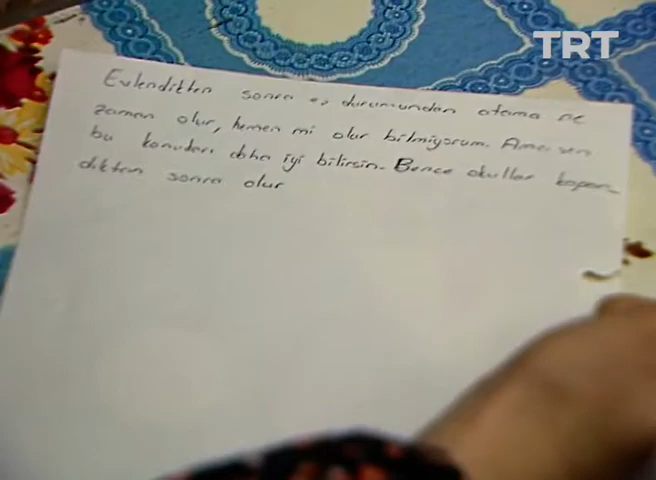 TRT
Evlendikten sonra eş durumundan atama ne
zaman olur, hemen mi olur bilmiyorum. Ama sen
bu konuları daha iyi bilirsin. Bence okullar kapan_
dıktan sonra olur